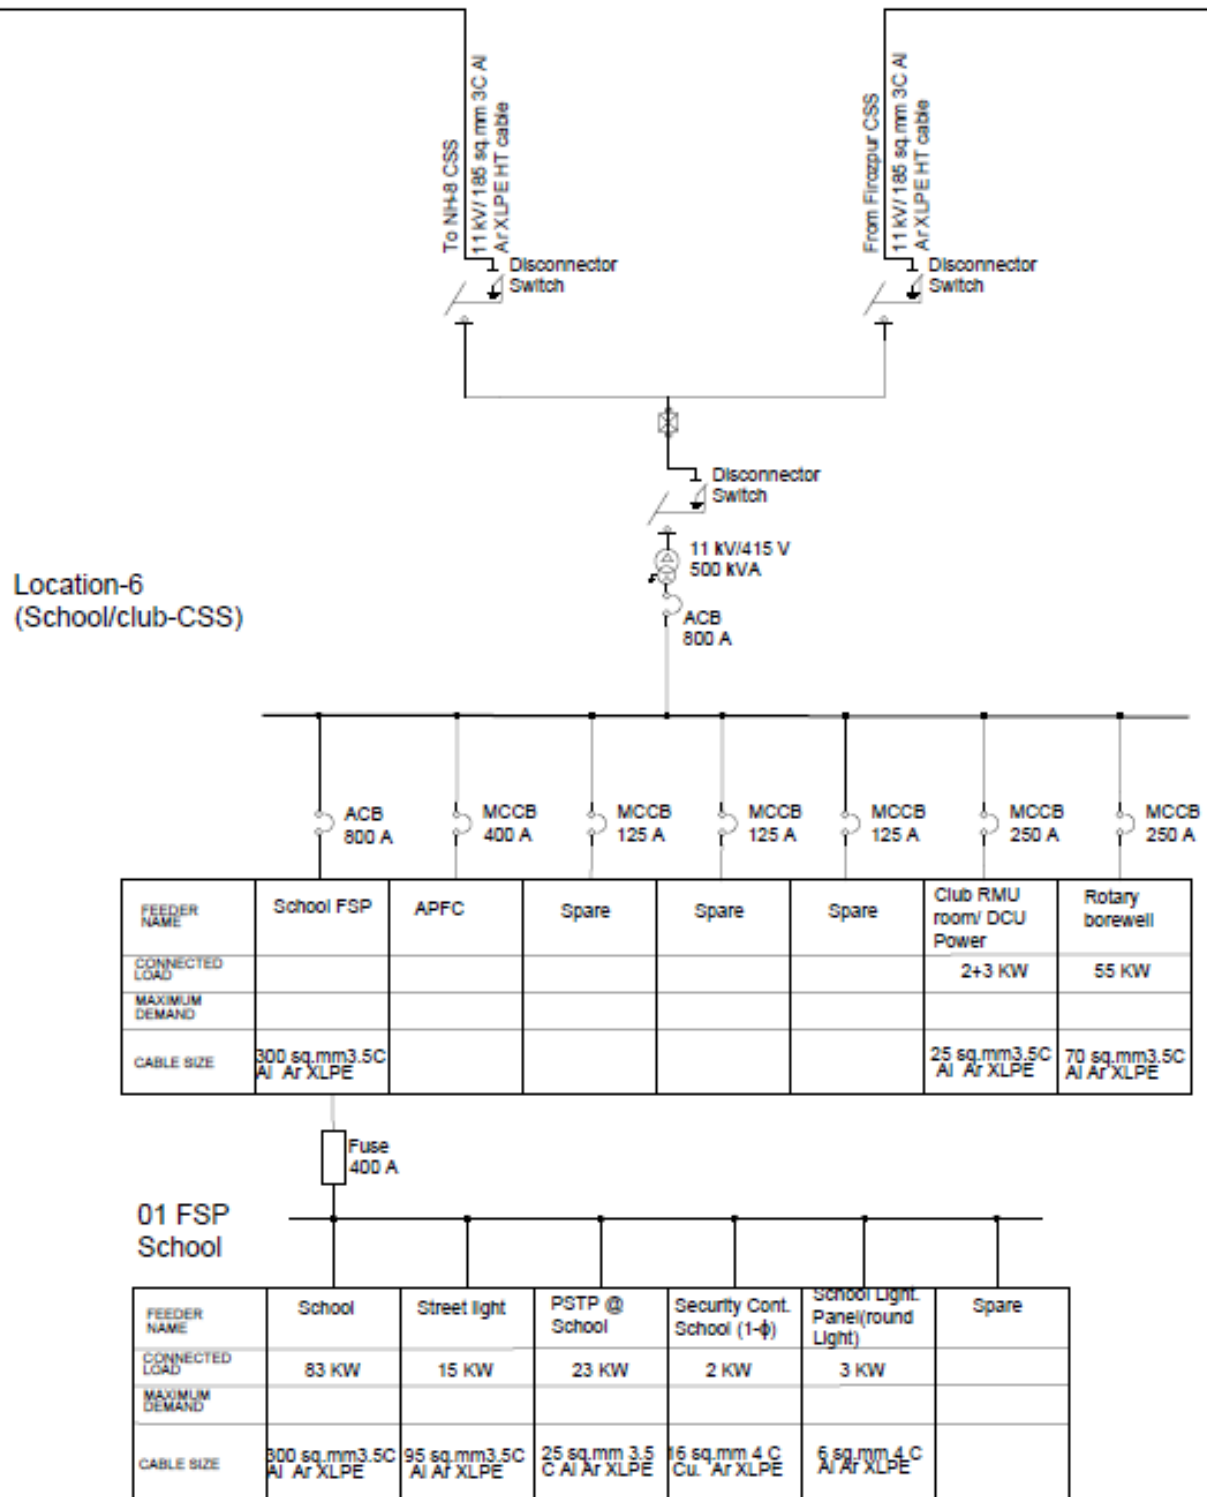 To NH-8 CSS
11 kV/ 185 sq.mm 3C Al
Ar XLPE HT cable
From Firozpur CSS
11 kV/ 185 sq.mm 3C Al
Ar XLPE HT cable
Disconnector
Switch
Disconnector
Switch
Disconnector
Switch
11 kV/415 V
500 kVA
Location-6
(School/club-CSS)
ACB
800 A
ACB
800 A
MCCB
400 A
MCCB
125 A
MCCB
125 A
MCCB
125 A
MCCB
250 A
MCCB
250 A
FEEDER
NAME
School FSP
APFC
Spare
Spare
Spare
Club RMU
room/ DCU
Power
Rotary
borewell
CONNECTED
LOAD
2+3 KW
55 KW
MAXIMUM
DEMAND
CABLE SIZE
300 sq.mm3.5C
Al Ar XLPE
25 sq.mm3.5C
Al Ar XLPE
70 sq.mm3.5C
Al Ar XLPE
Fuse
400 A
01 FSP
School
FEEDER
NAME
School
Street light
PSTP @
School
Security Cont.
School (1-ϕ)
School Light.
Panel(round
Light)
Spare
CONNECTED
LOAD
83 KW
15 KW
23 KW
2 KW
3 KW
MAXIMUM
DEMAND
CABLE SIZE
300 sq.mm3.5C
Al Ar XLPE
95 sq.mm3.5C
Al Ar XLPE
25 sq.mm 3.5
C Al Ar XLPE
16 sq.mm 4 C
Cu. Ar XLPE
6 sq.mm 4 C
Al Ar XLPE